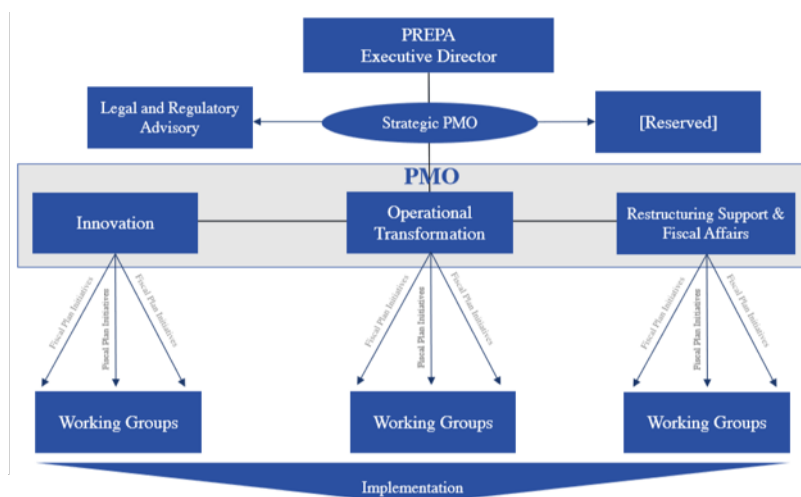 PREPA
Executive Director
Legal and Regulatory
Advisory
Strategic PMO
[Reserved]
PMO
Innovation
Operational
Transformation
Restructuring Support &
Fiscal Affairs
Fiscal Plan Initiatives
Fiscal Plan Initiatives
Fiscal Plan Initiatives
Fiscal Plan Initiatives
Fiscal Plan Initiatives
Fiscal Plan Initiatives
Fiscal Plan Initiatives
Fiscal Plan Initiatives
Fiscal Plan Initiatives
Working Groups
Working Groups
Working Groups
Implementation